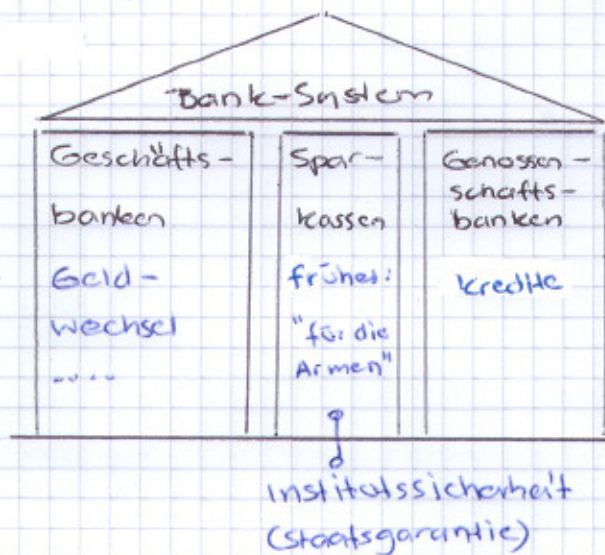 Bank-System
Geschäfts-
banken
Geld-
wechsel
....
Spar-
kassen
früher:
"für die
Armen"
Genossen-
schafts-
banken
Kredite
Institutssicherheit
(Staatsgarantie)